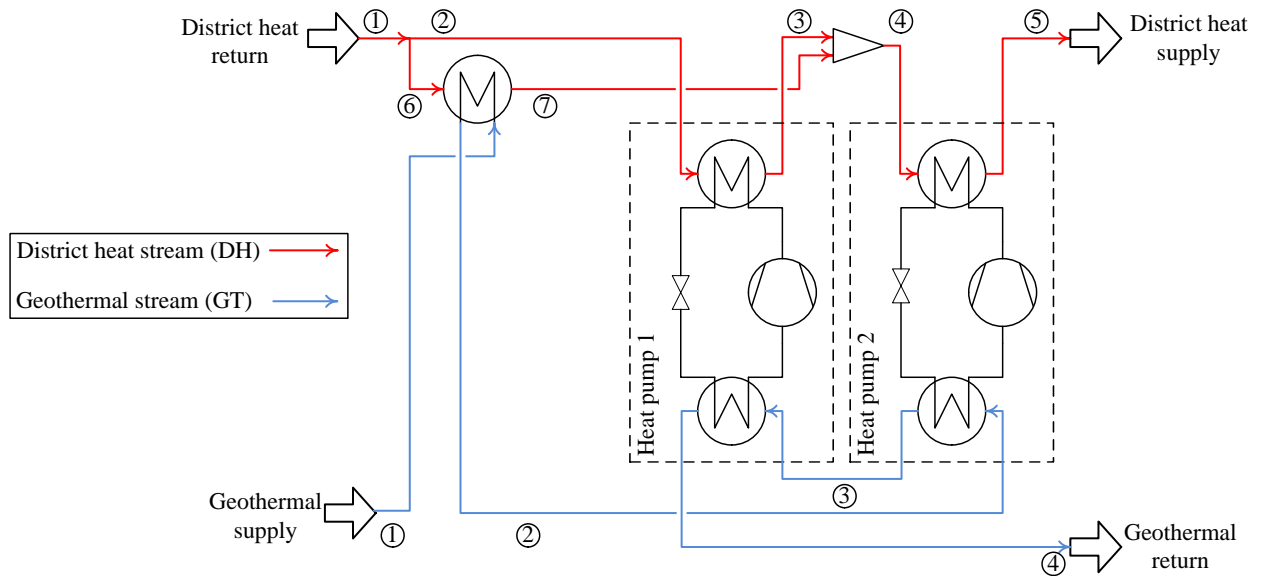 District heat
return
①
②
③
④
⑤
District heat
supply
⑥
⑦
District heat stream (DH)
Geothermal stream (GT)
Heat pump 1
Heat pump 2
Geothermal
supply
①
②
③
④
Geothermal
return